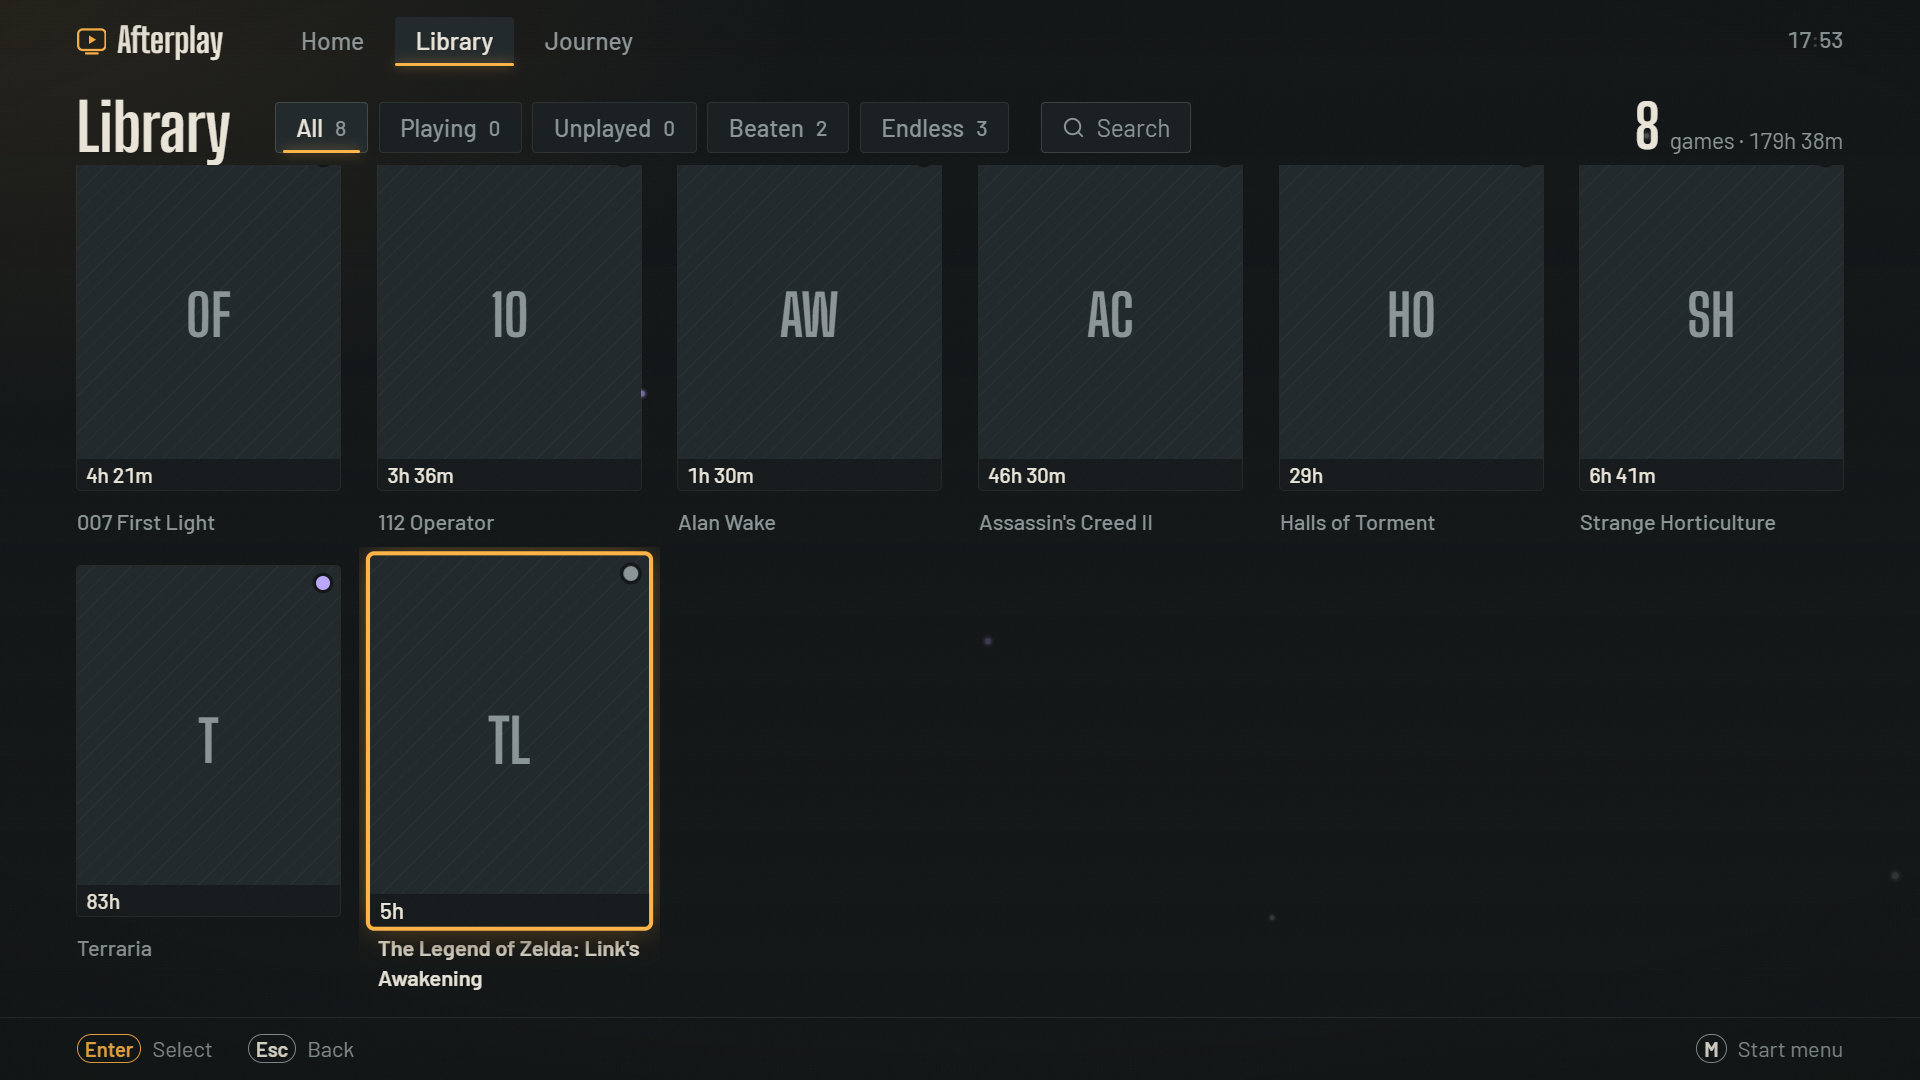 Afterplay
Home
Library
Journey
17:53
Library
All 8
Playing 0
Unplayed 0
Beaten 2
Endless 3
Search
8 games · 179h 38m
0F
10
AW
AC
HO
SH
4h 21m
3h 36m
1h 30m
46h 30m
29h
6h 41m
007 First Light
112 Operator
Alan Wake
Assassin's Creed II
Halls of Torment
Strange Horticulture
T
TL
83h
5h
Terraria
The Legend of Zelda: Link's
Awakening
Enter Select
Esc Back
M Start menu